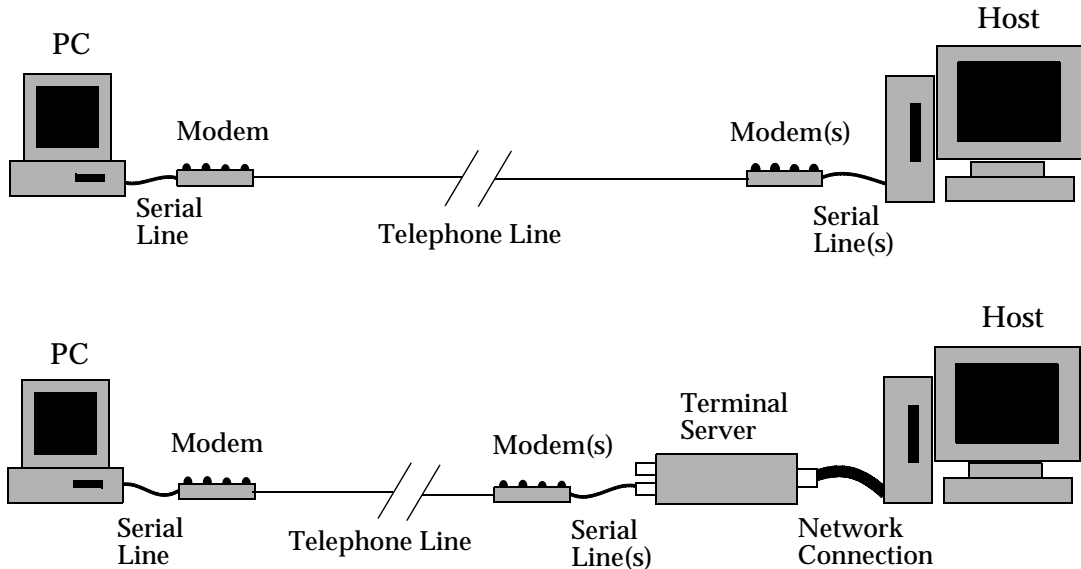 Host
PC
Modem
Modem(s)
Serial
Line
Telephone Line
Serial
Line(s)
Host
PC
Terminal
Server
Modem
Modem(s)
Serial
Line
Telephone Line
Serial
Line(s)
Network
Connection